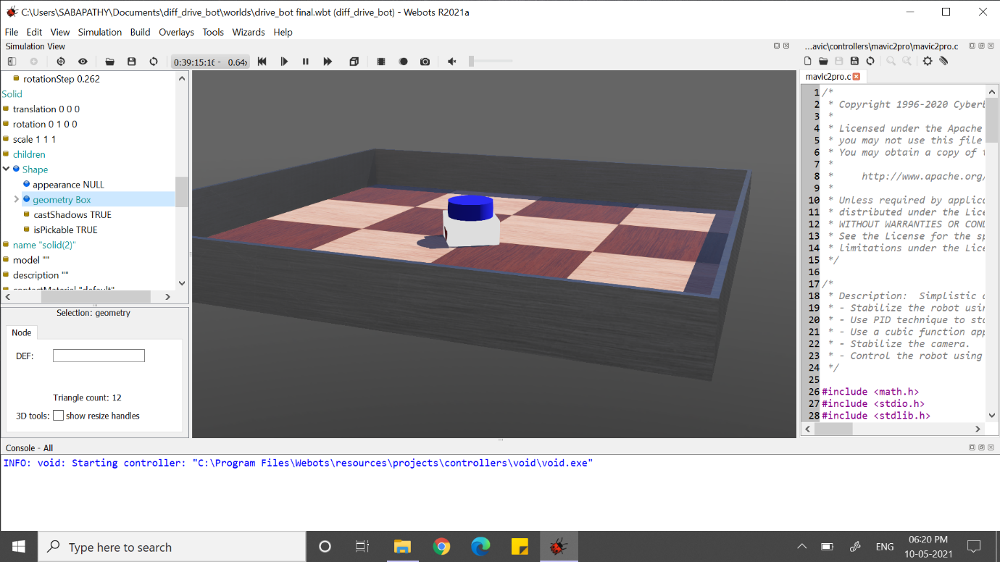 C:\Users\SABAPATHY\Documents\diff_drive_bot\worlds\drive_bot final.wbt (diff_drive_bot) - Webots R2021a
File Edit View Simulation Build Overlays Tools Wizards Help
Simulation View
0:39:15:16 - 0.64x
rotationStep 0.262
Solid
translation 0 0 0
rotation 0 1 0 0
scale 1 1 1
children
Shape
appearance NULL
geometry Box
castShadows TRUE
isPickable TRUE
name "solid(2)"
model ""
description ""
contactMaterial "default"
Selection: geometry
Node
DEF:
Triangle count: 12
3D tools: show resize handles
...avic\controllers\mavic2pro\mavic2pro.c
mavic2pro.c
1 /*
2 * Copyright 1996-2020 Cyberb
3 *
4 * Licensed under the Apache
5 * you may not use this file
6 * You may obtain a copy of t
7 *
8 * http://www.apache.org/
9 *
10 * Unless required by applica
11 * distributed under the Lice
12 * WITHOUT WARRANTIES OR COND
13 * See the License for the sp
14 * limitations under the Lice
15 */
16
17 /*
18 * Description: Simplistic d
19 * - Stabilize the robot usin
20 * - Use PID technique to sta
21 * - Use a cubic function app
22 * - Stabilize the camera.
23 * - Control the robot using
24 */
25
26 #include <math.h>
27 #include <stdio.h>
28 #include <stdlib.h>
Console - All
INFO: void: Starting controller: "C:\Program Files\Webots\resources\projects\controllers\void\void.exe"
Type here to search
ENG
06:20 PM
10-05-2021